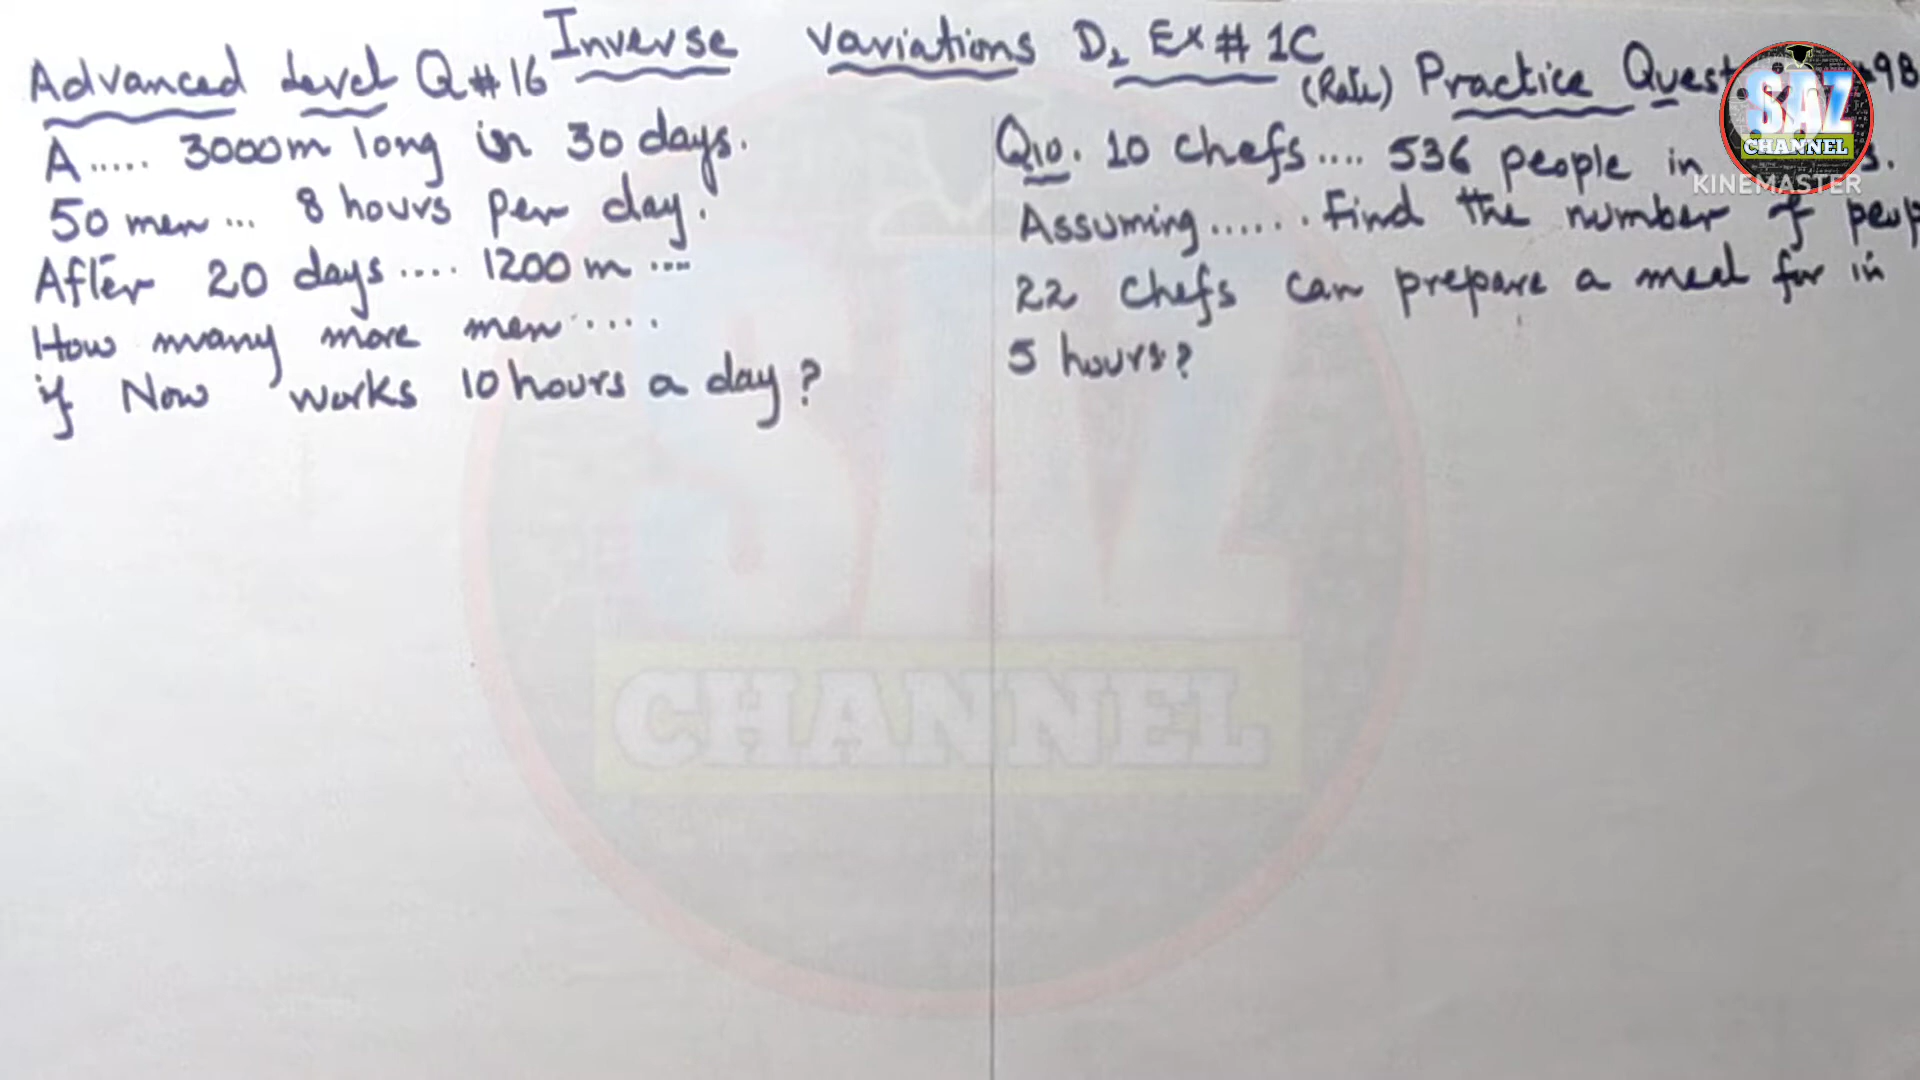 Inverse Variations D2 Ex # 1C
Advanced Level Q # 16
A ..... 3000m long in 30 days.
50 men ... 8 hours per day.
After 20 days .... 1200 m ....
How many more men ....
if Now works 10 hours a day?
(Rate) Practice 98
Q10. 10 chefs .... 536 people in
Assuming ...... Find the number of
22 chefs can prepare a meal for in
5 hours?
SAZ
CHANNEL
KINEMASTER
CHANNEL